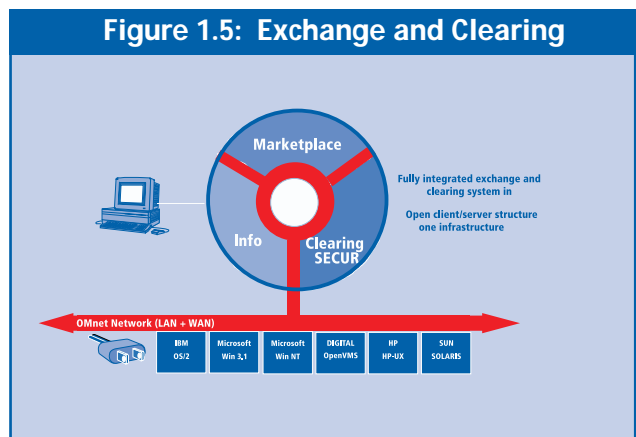 Figure 1.5: Exchange and Clearing
Marketplace
Info
Clearing
SECUR
Fully integrated exchange and
clearing system in
Open client/server structure
one infrastructure
OMnet Network (LAN + WAN)
IBM
OS/2
Microsoft
Win 3,1
Microsoft
Win NT
DIGITAL
OpenVMS
HP
HP-UX
SUN
SOLARIS